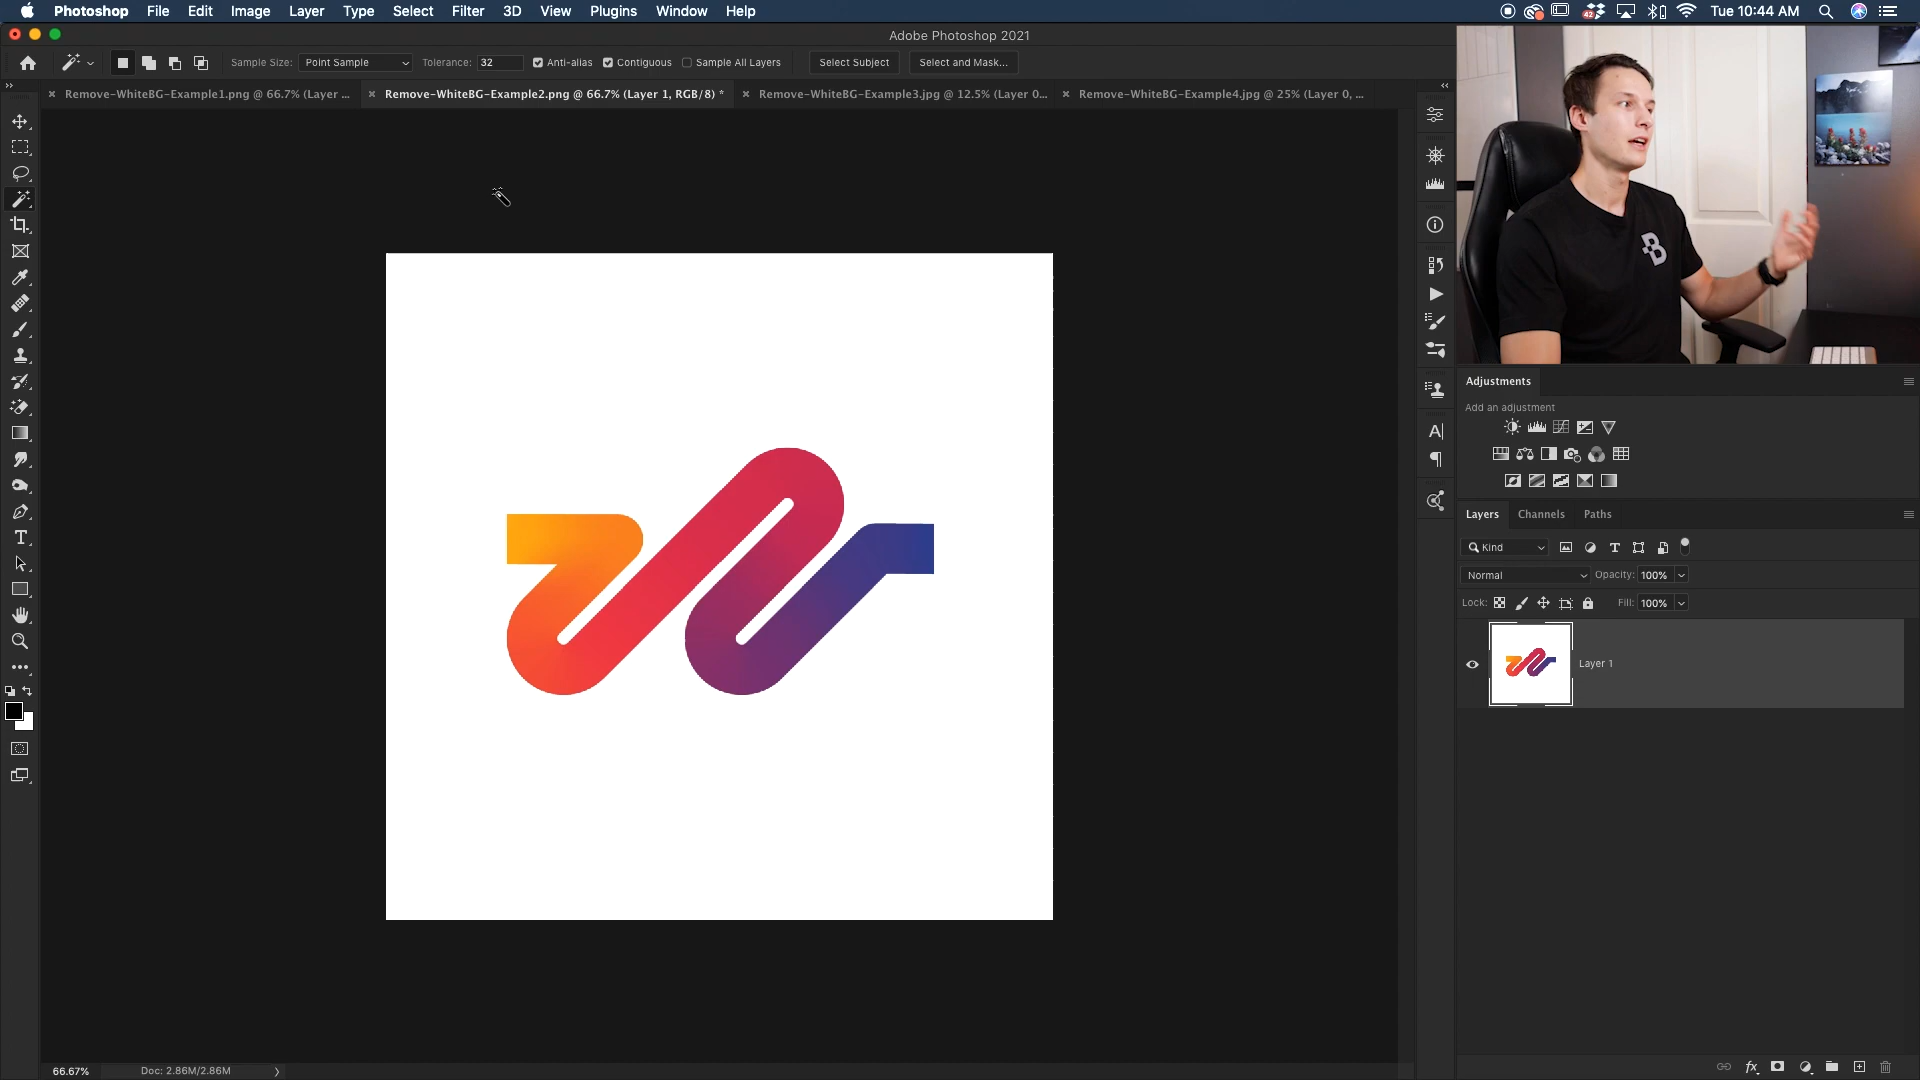 Photoshop File Edit Image Layer Type Select Filter 3D View Plugins Window Help 42 Tue 10:44 AM
Adobe Photoshop 2021
Sample Size: Point Sample Tolerance: 32 Anti-alias Contiguous Sample All Layers Select Subject Select and Mask...
Remove-WhiteBG-Example1.png @ 66.7% (Layer ... Remove-WhiteBG-Example2.png @ 66.7% (Layer 1, RGB/8) * Remove-WhiteBG-Example3.jpg @ 12.5% (Layer 0... Remove-WhiteBG-Example4.jpg @ 25% (Layer 0, ...
B
Adjustments
Add an adjustment
Layers Channels Paths
Kind
Normal Opacity: 100%
Lock: Fill: 100%
Layer 1
66.67% Doc: 2.86M/2.86M
fx